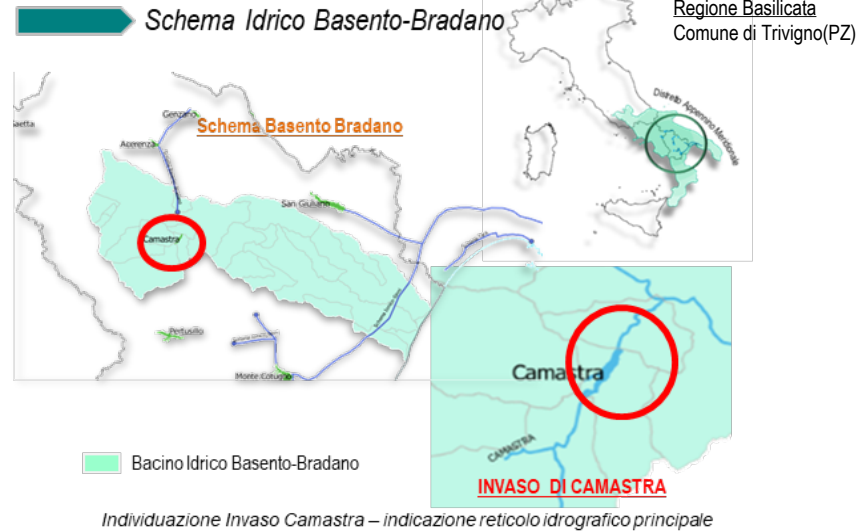 Schema Idrico Basento-Bradano
Regione Basilicata
Comune di Trivigno(PZ)
Distretto Appennino Meridionale
Gaeta
Genzano
Schema Basento Bradano
Acerenza
San Giuliano
Camastra
Pertusillo
Monte Cotugno
Camastra
CAMASTRA
INVASO DI CAMASTRA
Bacino Idrico Basento-Bradano
Individuazione Invaso Camastra – indicazione reticolo idrografico principale